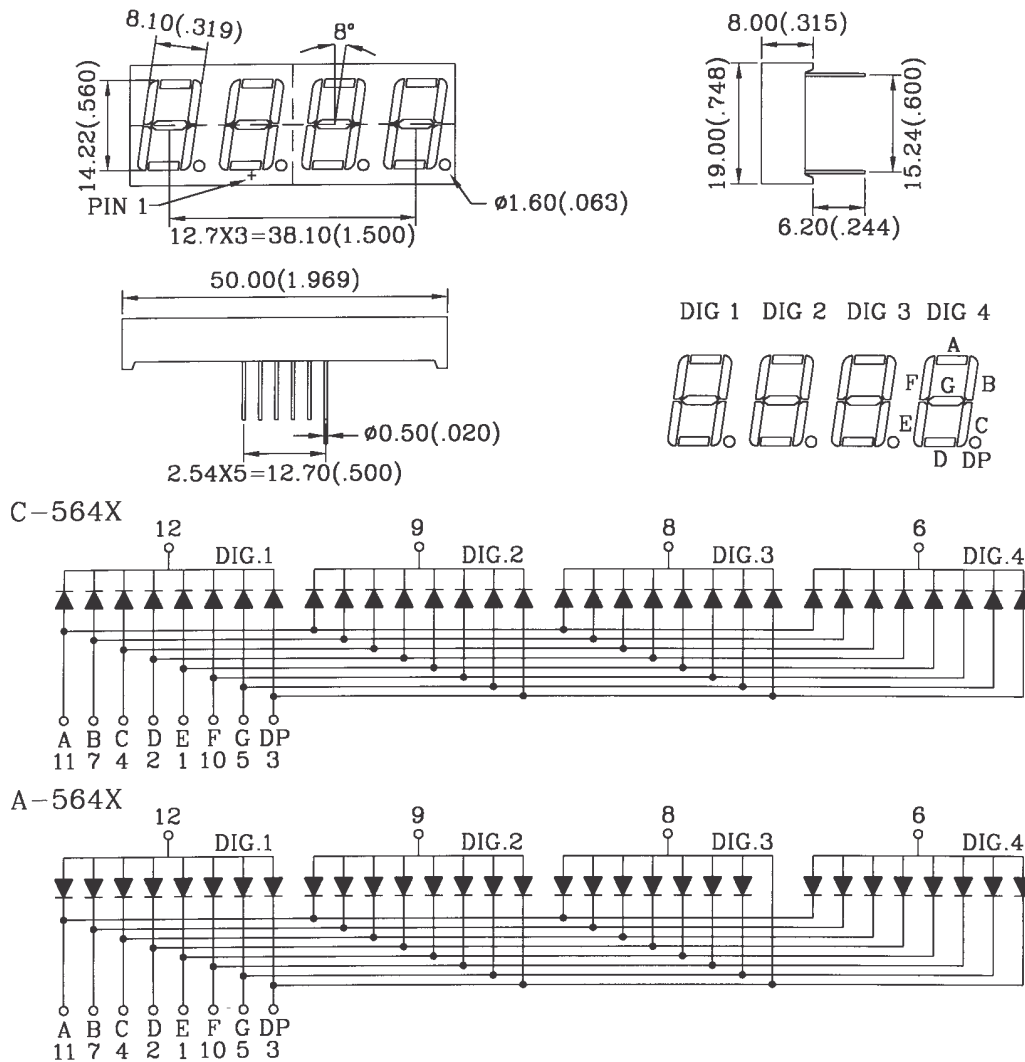 8.10(.319)
8°
14.22(.560)
PIN 1
+
ø1.60(.063)
12.7X3=38.10(1.500)
8.00(.315)
19.00(.748)
15.24(.600)
6.20(.244)
50.00(1.969)
ø0.50(.020)
2.54X5=12.70(.500)
DIG 1 DIG 2 DIG 3 DIG 4
A
F G B
E C
D DP
C-564X
12 9 8 6
DIG.1 DIG.2 DIG.3 DIG.4
A B C D E F G DP
11 7 4 2 1 10 5 3
A-564X
12 9 8 6
DIG.1 DIG.2 DIG.3 DIG.4
A B C D E F G DP
11 7 4 2 1 10 5 3